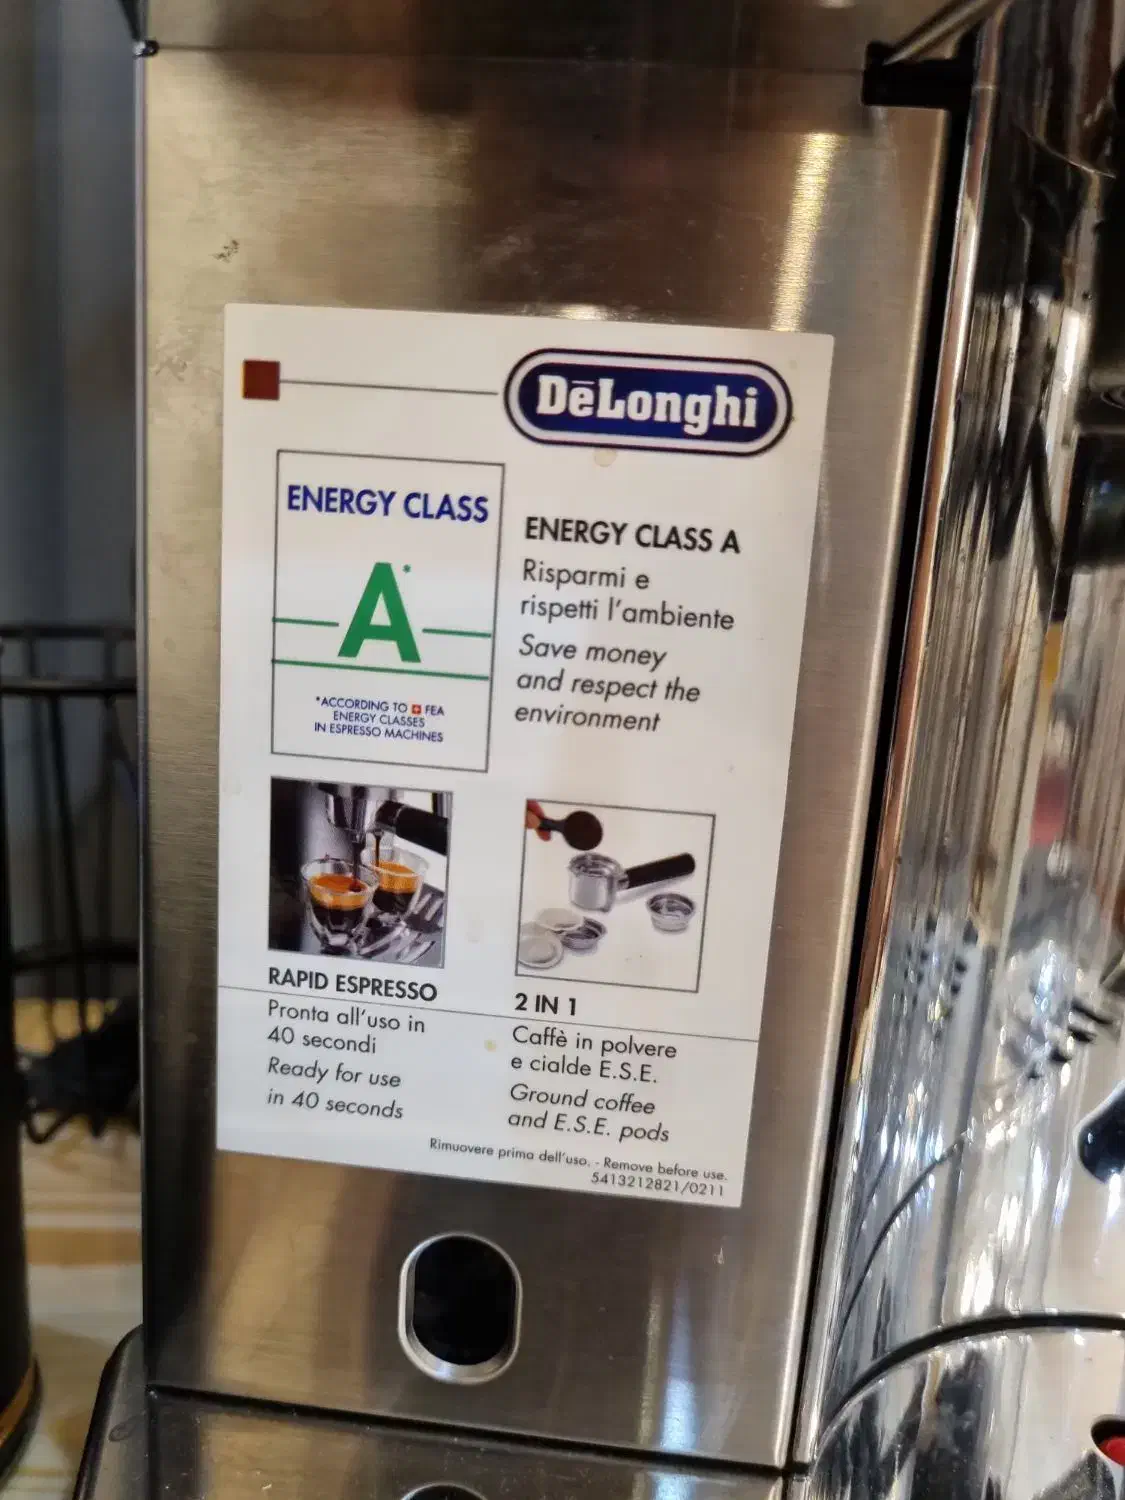 DeLonghi
ENERGY CLASS
A*
*ACCORDING TO FEA
ENERGY CLASSES
IN ESPRESSO MACHINES
ENERGY CLASS A
Risparmi e
rispetti l'ambiente
Save money
and respect the
environment
RAPID ESPRESSO
Pronta all'uso in
40 secondi
Ready for use
in 40 seconds
2 IN 1
Caffè in polvere
e cialde E.S.E.
Ground coffee
and E.S.E. pods
Rimuovere prima dell'uso. - Remove before use.
5413212821/0211